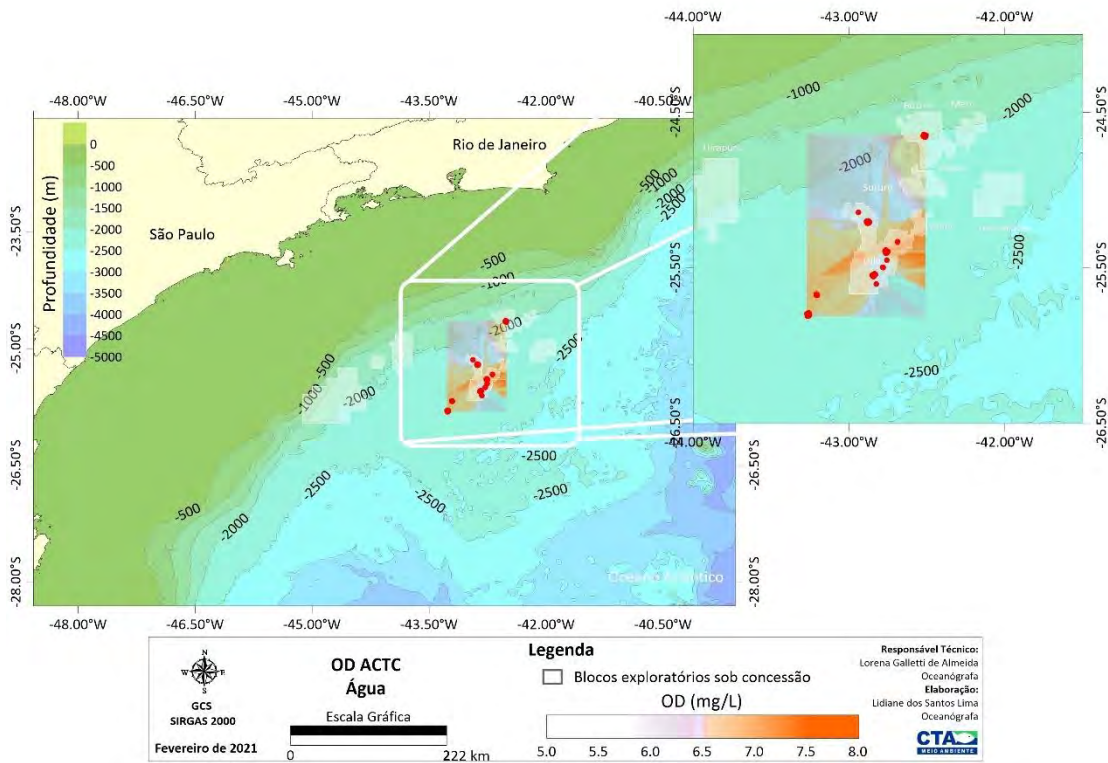 -44.00°W -43.00°W -42.00°W
-48.00°W -46.50°W -45.00°W -43.50°W -42.00°W -40.50°W
-24.50°S
-25.50°S
-26.50°S
-1000
-2000
-2000
-2500
-2500
-44.00°W -43.00°W -42.00°W
Profundidade (m)
0
-500
-1000
-1500
-2000
-2500
-3000
-3500
-4000
-4500
-5000
Rio de Janeiro
São Paulo
-23.50°S
-25.00°S
-26.50°S
-28.00°S
-500
-1000
-2000
-2500
-500
-1000
-2000
-2500
-500
-1000
-2000
-2500
-2500
-2500
-2500
-500
-2000
-23.50°S
-25.00°S
-26.50°S
-28.00°S
Oceano Atlântico
-48.00°W -46.50°W -45.00°W -43.50°W -42.00°W -40.50°W
N
W E
S
GCS
SIRGAS 2000
Fevereiro de 2021
OD ACTC
Água
Escala Gráfica
0 222 km
Legenda
Blocos exploratórios sob concessão
OD (mg/L)
5.0 5.5 6.0 6.5 7.0 7.5 8.0
Responsável Técnico:
Lorena Galletti de Almeida
Oceanógrafa
Elaboração:
Lidiane dos Santos Lima
Oceanógrafa
CTA
MEIO AMBIENTE